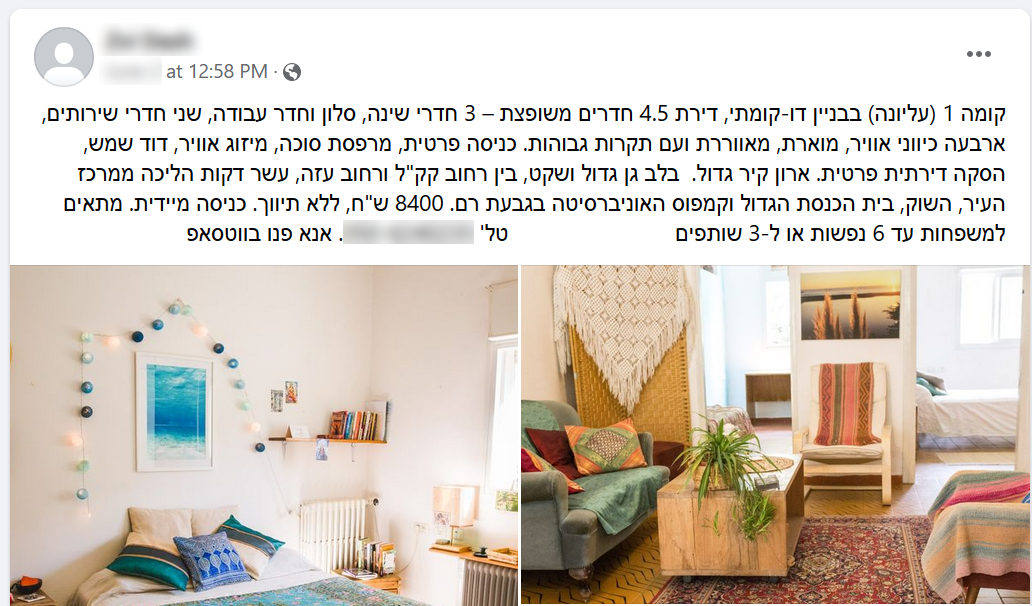 at 12:58 PM ·
קומה 1 (עליונה) בבניין דו-קומתי, דירת 4.5 חדרים משופצת – 3 חדרי שינה, סלון וחדר עבודה, שני חדרי שירותים,
ארבעה כיווני אוויר, מוארת, מאווררת ועם תקרות גבוהות. כניסה פרטית, מרפסת סוכה, מיזוג אוויר, דוד שמש,
הסקה דירתית פרטית. ארון קיר גדול. בלב גן גדול ושקט, בין רחוב קק"ל ורחוב עזה, עשר דקות הליכה ממרכז
העיר, השוק, בית הכנסת הגדול וקמפוס האוניברסיטה בגבעת רם. 8400 ש"ח, ללא תיווך. כניסה מיידית. מתאים
למשפחות עד 6 נפשות או ל-3 שותפים טל' . אנא פנו בווטסאפ